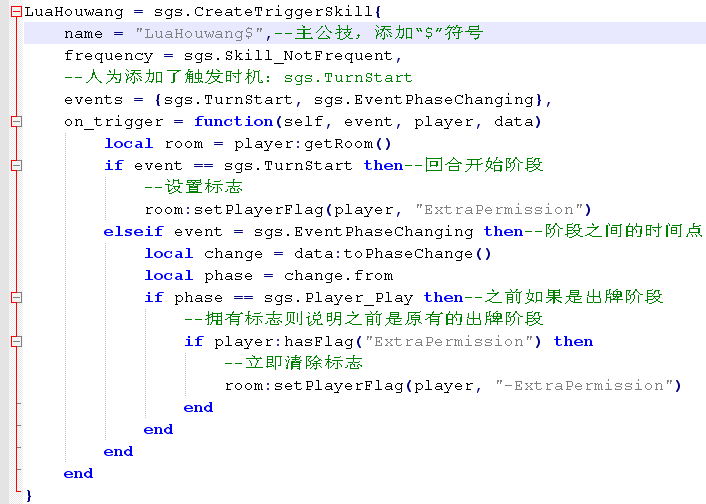 LuaHouwang = sgs.CreateTriggerSkill{
    name = "LuaHouwang$",--主公技，添加“$”符号
    frequency = sgs.Skill_NotFrequent,
    --人为添加了触发时机：sgs.TurnStart
    events = {sgs.TurnStart, sgs.EventPhaseChanging},
    on_trigger = function(self, event, player, data)
        local room = player:getRoom()
        if event == sgs.TurnStart then--回合开始阶段
            --设置标志
            room:setPlayerFlag(player, "ExtraPermission")
        elseif event = sgs.EventPhaseChanging then--阶段之间的时间点
            local change = data:toPhaseChange()
            local phase = change.from
            if phase == sgs.Player_Play then--之前如果是出牌阶段
                --拥有标志则说明之前是原有的出牌阶段
                if player:hasFlag("ExtraPermission") then
                    --立即清除标志
                    room:setPlayerFlag(player, "-ExtraPermission")
                end
            end
        end
    end
}